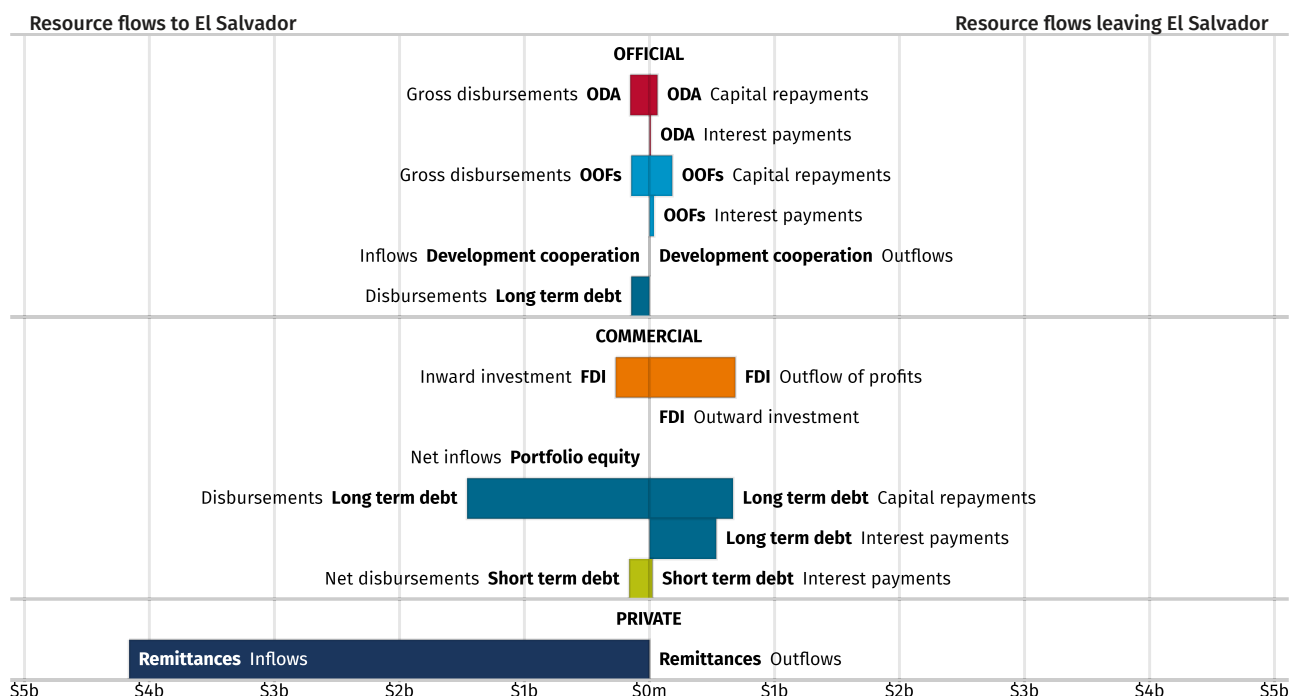 Resource flows to El Salvador Resource flows leaving El Salvador
OFFICIAL
Gross disbursements ODA ODA Capital repayments
ODA Interest payments
Gross disbursements OOFs OOFs Capital repayments
OOFs Interest payments
Inflows Development cooperation Development cooperation Outflows
Disbursements Long term debt
COMMERCIAL
Inward investment FDI FDI Outflow of profits
FDI Outward investment
Net inflows Portfolio equity
Disbursements Long term debt Long term debt Capital repayments
Long term debt Interest payments
Net disbursements Short term debt Short term debt Interest payments
PRIVATE
Remittances Inflows Remittances Outflows
$5b $4b $3b $2b $1b $0m $1b $2b $3b $4b $5b